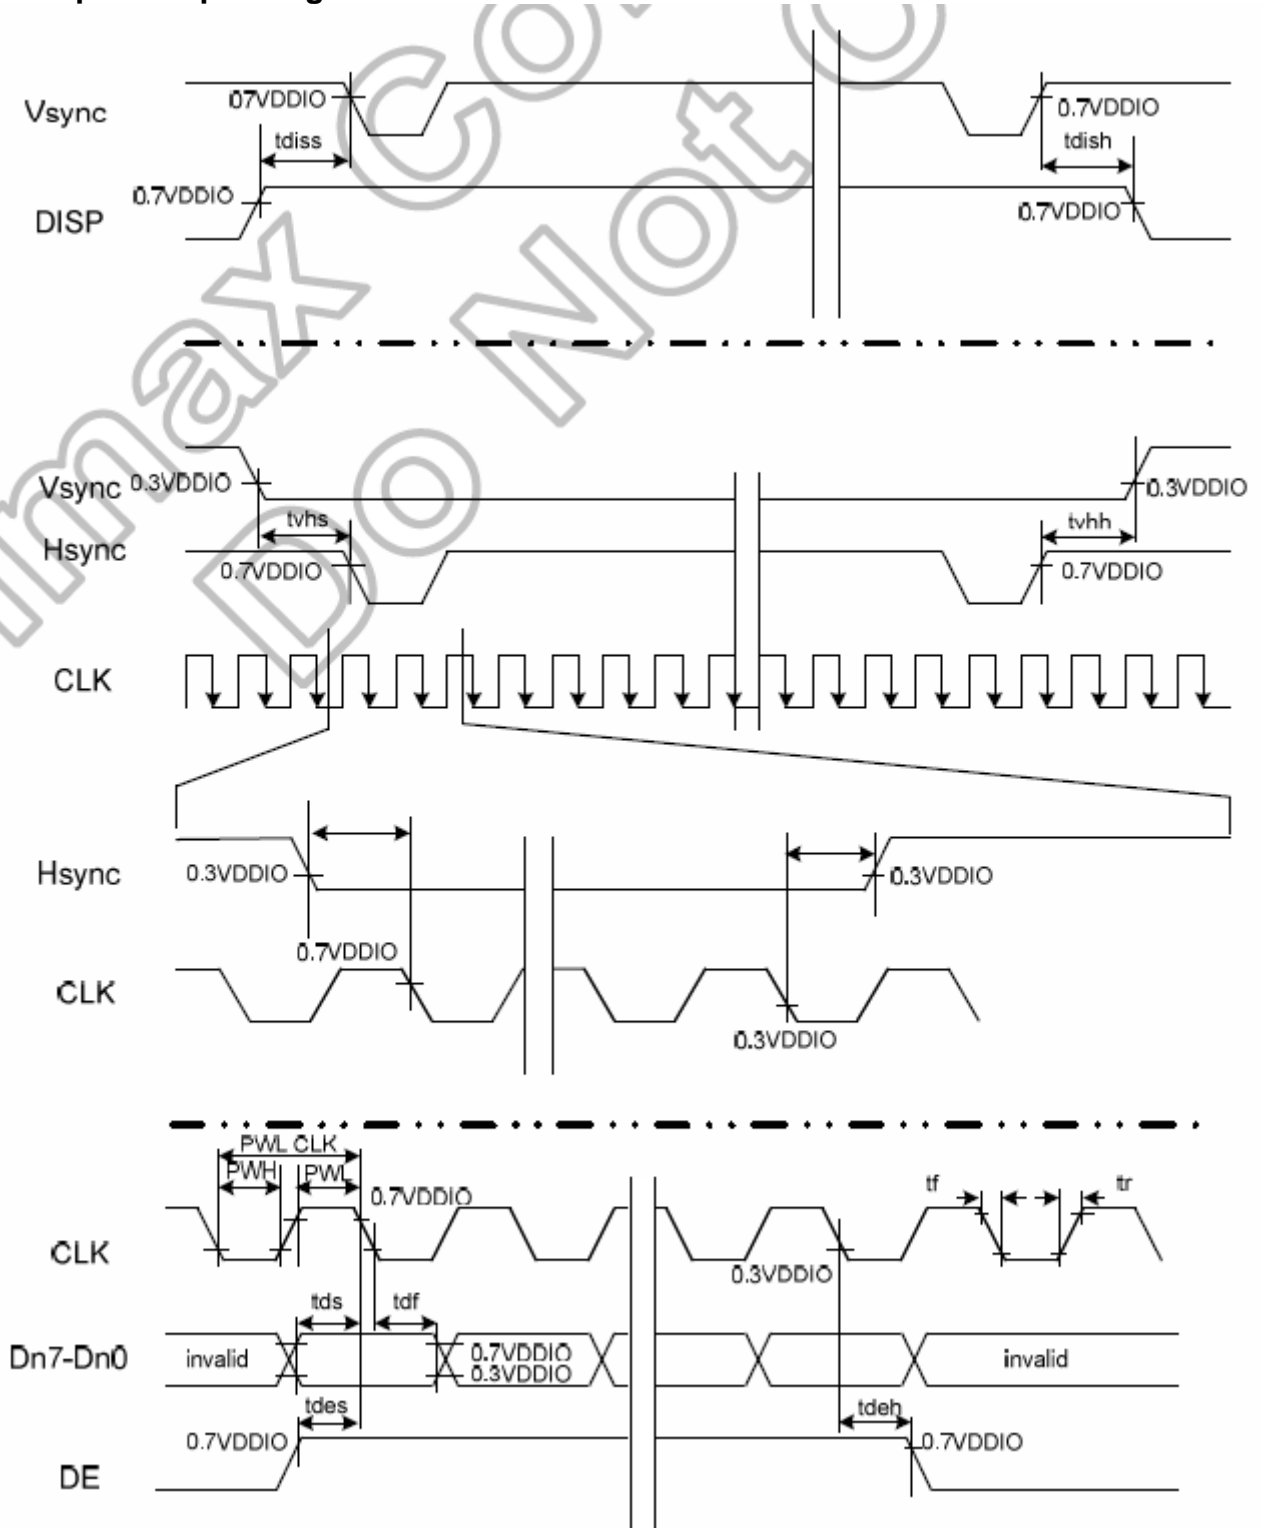 Vsync
07VDDIO
0.7VDDIO
tdiss
tdish
DISP
0.7VDDIO
0.7VDDIO
Vsync
0.3VDDIO
0.3VDDIO
tvhs
tvhh
Hsync
0.7VDDIO
0.7VDDIO
CLK
Hsync
0.3VDDIO
0.3VDDIO
0.7VDDIO
CLK
0.3VDDIO
PWL CLK
PWH
PWL
0.7VDDIO
tf
tr
CLK
0.3VDDIO
tds
tdf
Dn7-Dn0
invalid
0.7VDDIO
0.3VDDIO
invalid
tdes
tdeh
0.7VDDIO
0.7VDDIO
DE
Do Not